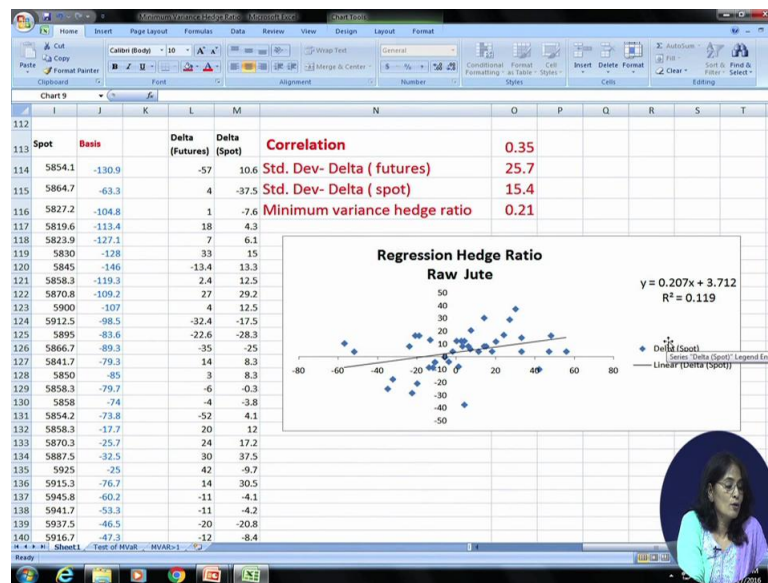 Minimum Variance Hedge Ratio - Microsoft Excel Chart Tools
Home Insert Page Layout Formulas Data Review View Design Layout Format
Cut
Copy
Format Painter
Paste
Calibri (Body) 10
Wrap Text
Merge & Center
General
Conditional Formatting
Format as Table
Cell Styles
Insert Delete Format
AutoSum
Fill
Clear
Sort & Filter
Find & Select
Clipboard Font Alignment Number Styles Cells Editing
Chart 9
I J K L M N O P Q R S T
112
113 Spot Basis Delta (Futures) Delta (Spot) Correlation 0.35
114 5854.1 -130.9 -57 10.6 Std. Dev- Delta ( futures) 25.7
115 5864.7 -63.3 4 -37.5 Std. Dev- Delta ( spot) 15.4
116 5827.2 -104.8 1 -7.6 Minimum variance hedge ratio 0.21
117 5819.6 -113.4 18 4.3
118 5823.9 -127.1 7 6.1
119 5830 -128 33 15
120 5845 -146 -13.4 13.3
121 5858.3 -119.3 2.4 12.5
122 5870.8 -109.2 27 29.2
123 5900 -107 4 12.5
124 5912.5 -98.5 -32.4 -17.5
125 5895 -83.6 -22.6 -28.3
126 5866.7 -89.3 -35 -25
127 5841.7 -79.3 14 8.3
128 5850 -85 3 8.3
129 5858.3 -79.7 -6 -0.3
130 5858 -74 -4 -3.8
131 5854.2 -73.8 -52 4.1
132 5858.3 -17.7 20 12
133 5870.3 -25.7 24 17.2
134 5887.5 -32.5 30 37.5
135 5925 -25 42 -9.7
136 5915.3 -76.7 14 30.5
137 5945.8 -60.2 -11 -4.1
138 5941.7 -53.3 -11 -4.2
139 5937.5 -46.5 -20 -20.8
140 5916.7 -47.3 -12 -8.4
Regression Hedge Ratio
Raw Jute
y = 0.207x + 3.712
R² = 0.119
50
40
30
20
10
0
-10
-20
-30
-40
-50
-80 -60 -40 -20 0 20 40 60 80
Delta (Spot)
Series "Delta (Spot)" Legend En
Linear (Delta (Spot))
Sheet1 Test of MVaR MVAR>1
Ready